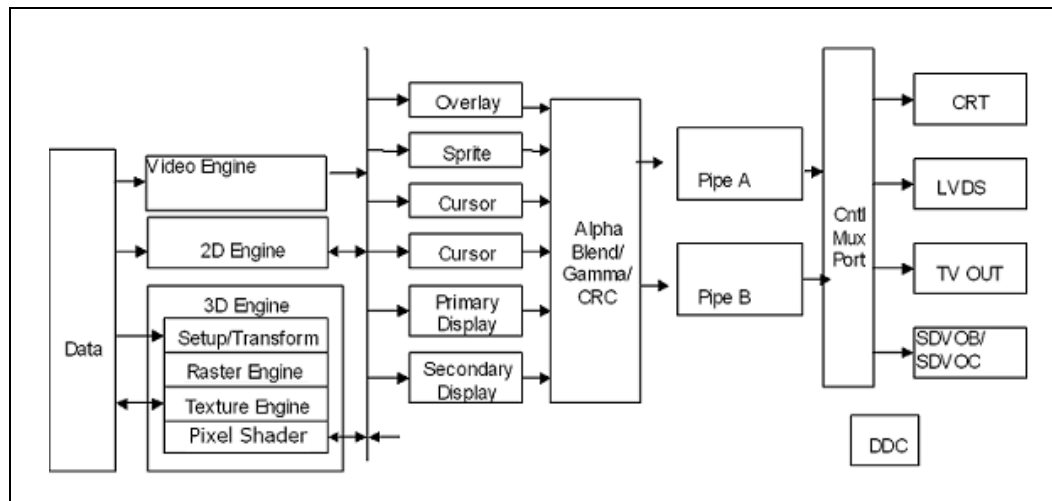 Data
Video Engine
2D Engine
3D Engine
Setup/Transform
Raster Engine
Texture Engine
Pixel Shader
Overlay
Sprite
Cursor
Cursor
Primary
Display
Secondary
Display
Alpha
Blend/
Gamma/
CRC
Pipe A
Pipe B
Cntl
Mux
Port
CRT
LVDS
TV OUT
SDVOB/
SDVOC
DDC